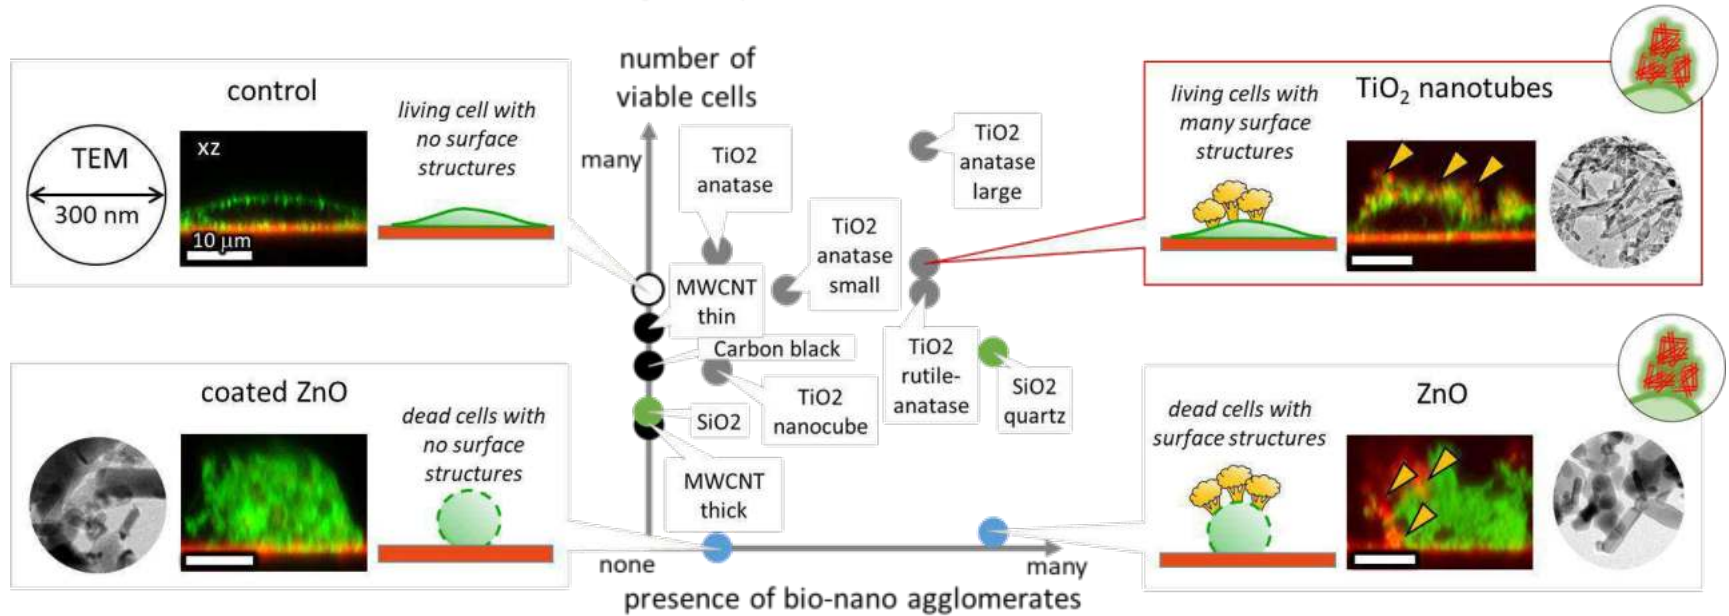 control
TEM
300 nm
xz
10 μm
living cell with
no surface
structures
coated ZnO
dead cells with
no surface
structures
number of
viable cells
many
TiO2
anatase
TiO2
anatase
large
TiO2
anatase
small
MWCNT
thin
Carbon black
TiO2
nanocube
TiO2
rutile-
anatase
SiO2
quartz
SiO2
MWCNT
thick
none
many
presence of bio-nano agglomerates
living cells with
many surface
structures
TiO₂ nanotubes
dead cells with
surface structures
ZnO